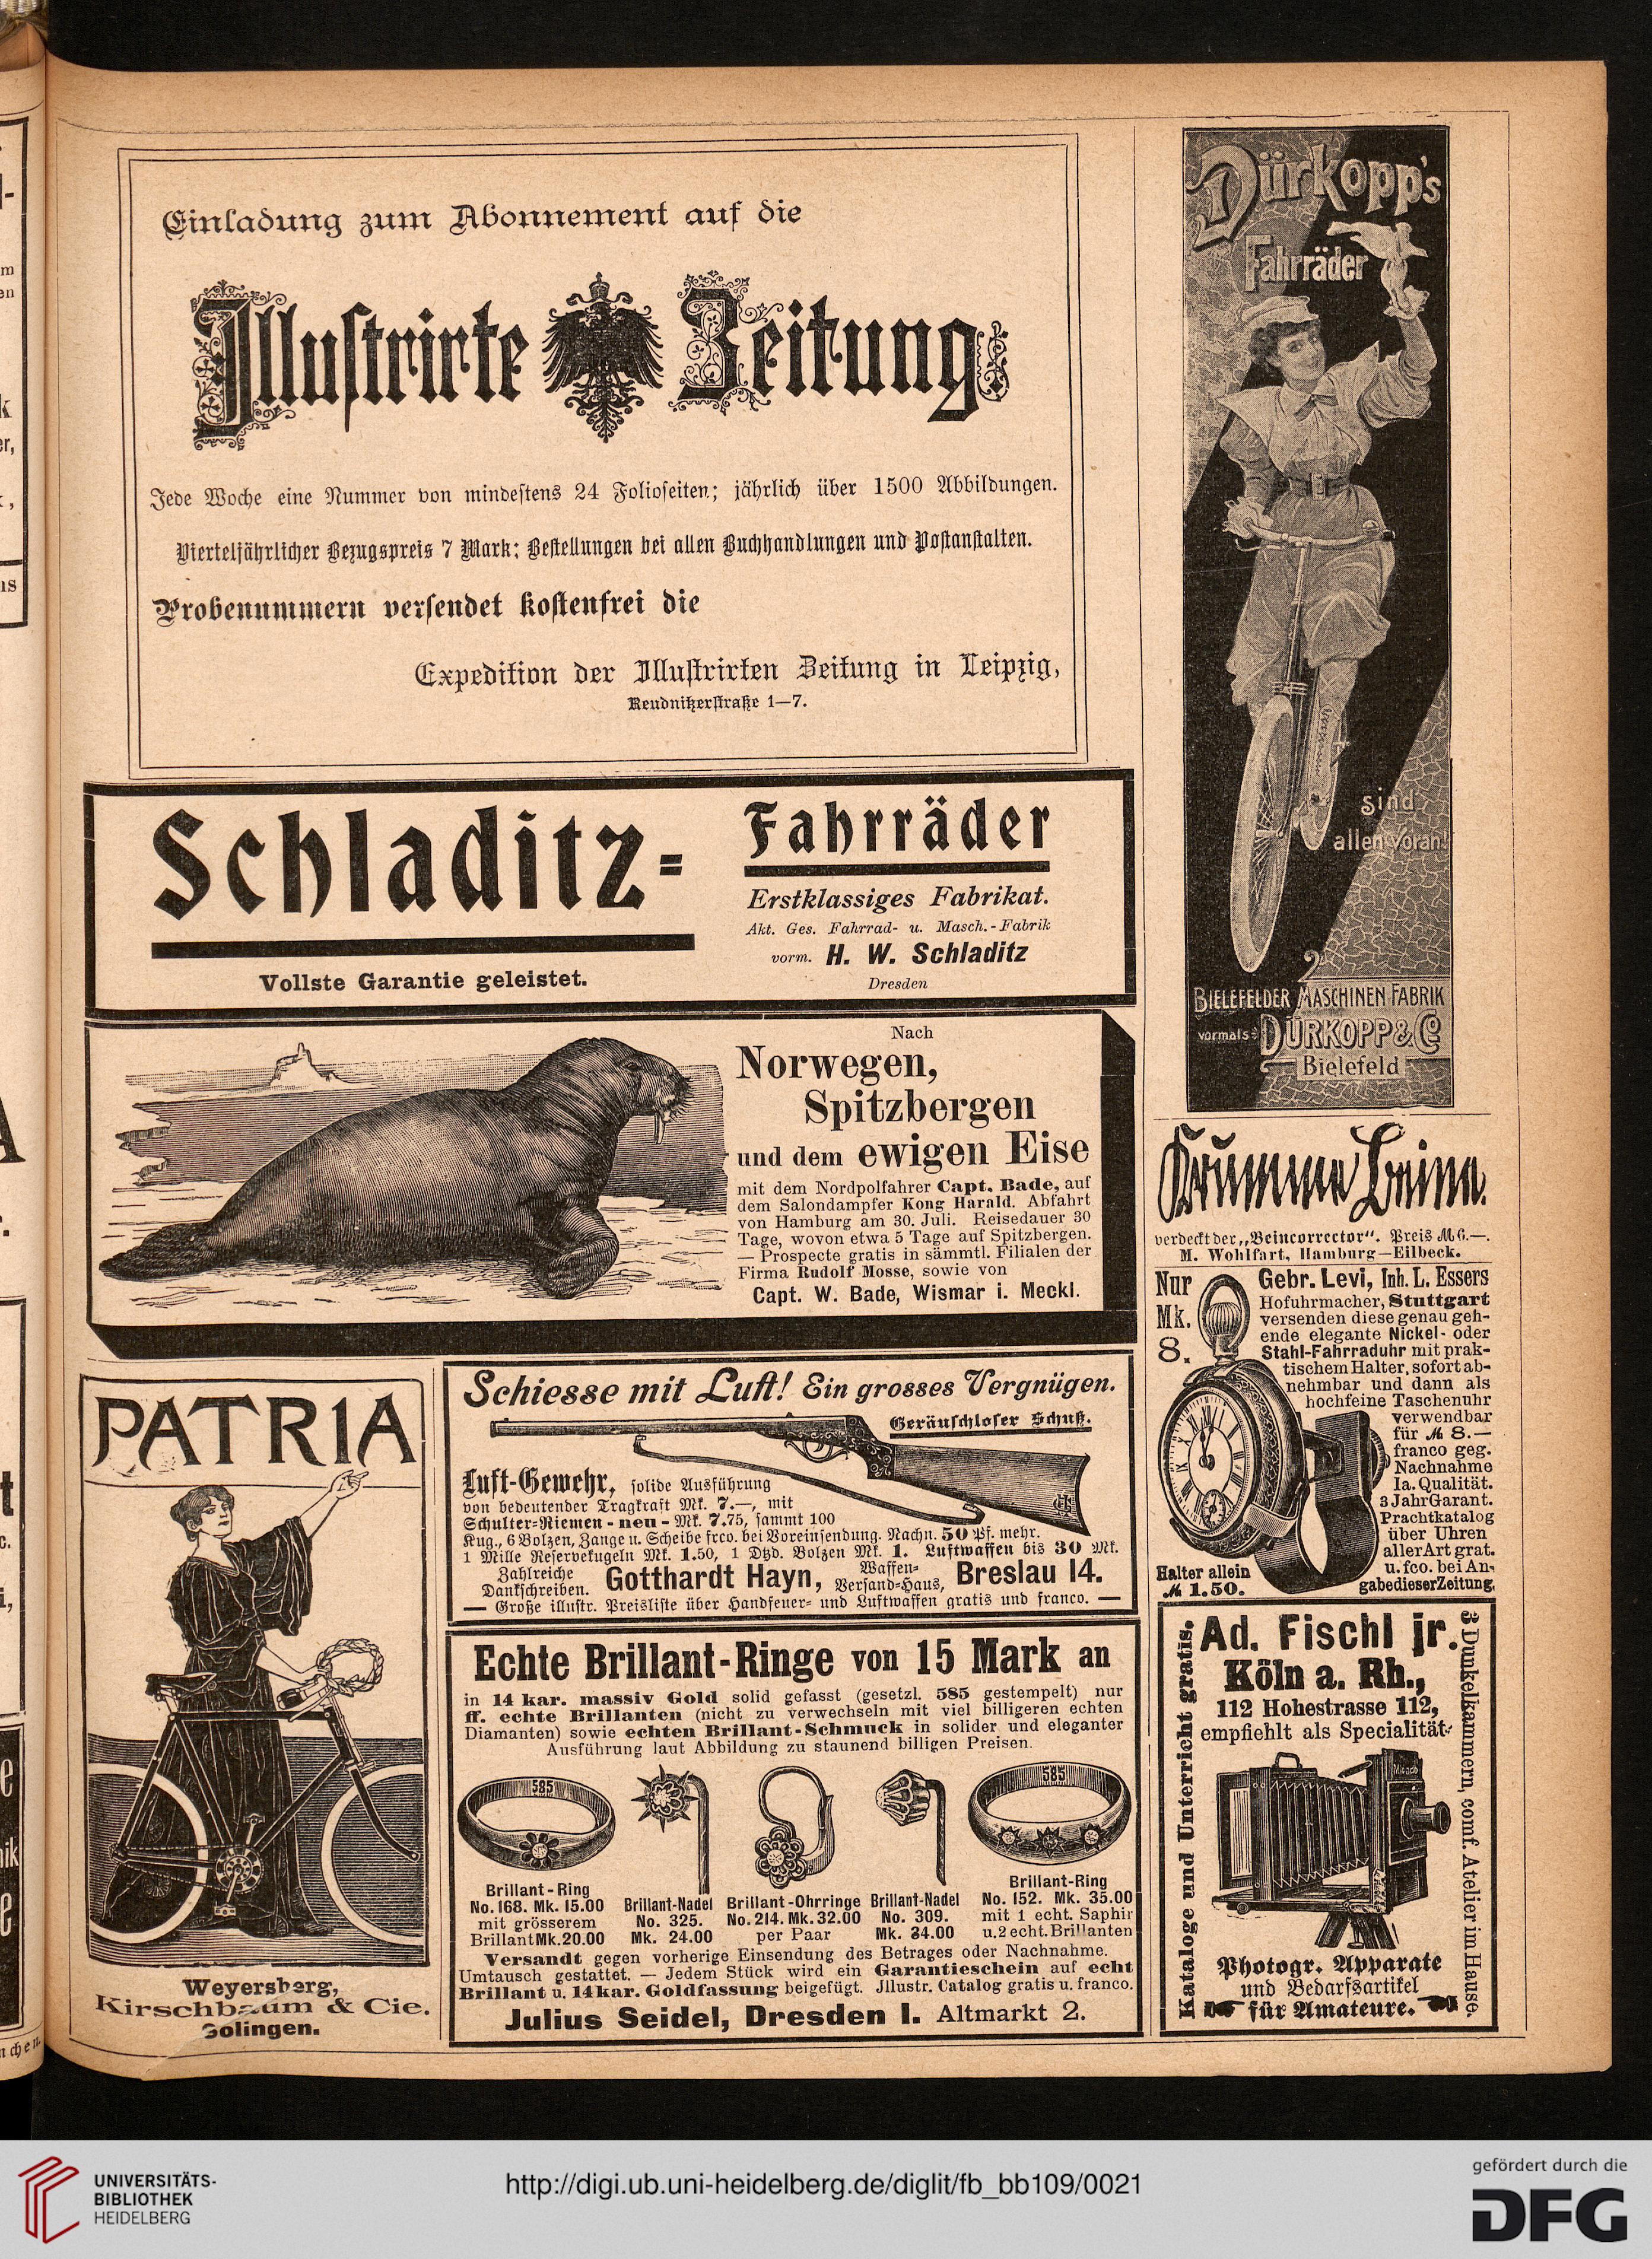 Einladung zum Abonnement auf die
Illustrirte Zeitung
Jede Woche eine Nummer von mindestens 24 Folioseiten; jährlich über 1500 Abbildungen.
Vierteljährlicher Bezugspreis 7 Mark; Bestellungen bei allen Buchhandlungen und Postanstalten.
Probenummern versendet kostenfrei die
Expedition der Illustrirten Zeitung in Leipzig,
Reudnitzerstraße 1—7.
Schladitz=
Fahrräder
Vollste Garantie geleistet.
Erstklassiges Fabrikat.
Akt. Ges. Fahrrad- u. Masch.-Fabrik
vorm. H. W. Schladitz
Dresden
Nach
Norwegen,
Spitzbergen
und dem ewigen Eise
mit dem Nordpolfahrer Capt. Bade, auf
dem Salondampfer Kong Harald. Abfahrt
von Hamburg am 30. Juli. Reisedauer 30
Tage, wovon etwa 5 Tage auf Spitzbergen.
— Prospecte gratis in sämmtl. Filialen der
Firma Rudolf Mosse, sowie von
Capt. W. Bade, Wismar i. Meckl.
PATRIA
Weyersberg,
Kirschbaum & Cie.
Solingen.
Schiesse mit Luft! Ein grosses Vergnügen.
Geräuschloser Schuß.
Luft-Gewehr, solide Ausführung
von bedeutender Tragkraft Mk. 7.—, mit
Schulter=Riemen - neu - Mk. 7.75, sammt 100
Kug., 6 Bolzen, Zange u. Scheibe frco. bei Voreinsendung. Nachn. 50 Pf. mehr.
1 Mille Reservekugeln Mk. 1.50, 1 Dtzd. Bolzen Mk. 1. Luftwaffen bis 30 Mk.
Zahlreiche Dankschreiben. Gotthardt Hayn, Waffen= Versand=Haus, Breslau 14.
— Große illustr. Preisliste über Handfeuer= und Luftwaffen gratis und franco. —
Echte Brillant-Ringe von 15 Mark an
in 14 kar. massiv Gold solid gefasst (gesetzl. 585 gestempelt) nur
ff. echte Brillanten (nicht zu verwechseln mit viel billigeren echten
Diamanten) sowie echten Brillant-Schmuck in solider und eleganter
Ausführung laut Abbildung zu staunend billigen Preisen.
585
585
Brillant-Ring
No. 168. Mk. 15.00
mit grösserem
Brillant Mk. 20.00
Brillant-Nadel
No. 325.
Mk. 24.00
Brillant-Ohrringe
No. 214. Mk. 32.00
per Paar
Brillant-Nadel
No. 309.
Mk. 34.00
Brillant-Ring
No. 152. Mk. 35.00
mit 1 echt. Saphir
u. 2 echt. Brillanten
Versandt gegen vorherige Einsendung des Betrages oder Nachnahme.
Umtausch gestattet. — Jedem Stück wird ein Garantieschein auf echt
Brillant u. 14 kar. Goldfassung beigefügt. Jllustr. Catalog gratis u. franco.
Julius Seidel, Dresden I. Altmarkt 2.
Dürkopp's
Fahrräder
sind
allen voran!
BIELEFELDER MASCHINEN FABRIK
vormals: DÜRKOPP & Co
Bielefeld
Krumme Beine
verdeckt der „Beincorrector". Preis M 6.—.
M. Wohlfart, Hamburg—Eilbeck.
Nur
Mk.
8.
Gebr. Levi, Inh. L. Essers
Hofuhrmacher, Stuttgart
versenden diese genau geh-
ende elegante Nickel- oder
Stahl-Fahrraduhr mit prak-
tischem Halter, sofort ab-
nehmbar und dann als
hochfeine Taschenuhr
verwendbar
für M 8.—
franco geg.
Nachnahme
Ia. Qualität.
3 Jahr Garant.
Prachtkatalog
über Uhren
aller Art grat.
u. fco. bei An-
gabe dieser Zeitung.
Halter allein
M 1.50.
Kataloge und Unterricht gratis.
Ad. Fischl jr.
Köln a. Rh.,
112 Hohestrasse 112,
empfiehlt als Specialität:
Photogr. Apparate
und Bedarfsartikel
für Amateure.
3 Dunkelkammern, comf. Atelier im Hause.
UNIVERSITÄTS-
BIBLIOTHEK
HEIDELBERG
http://digi.ub.uni-heidelberg.de/diglit/fb_bb109/0021
gefördert durch die
DFG